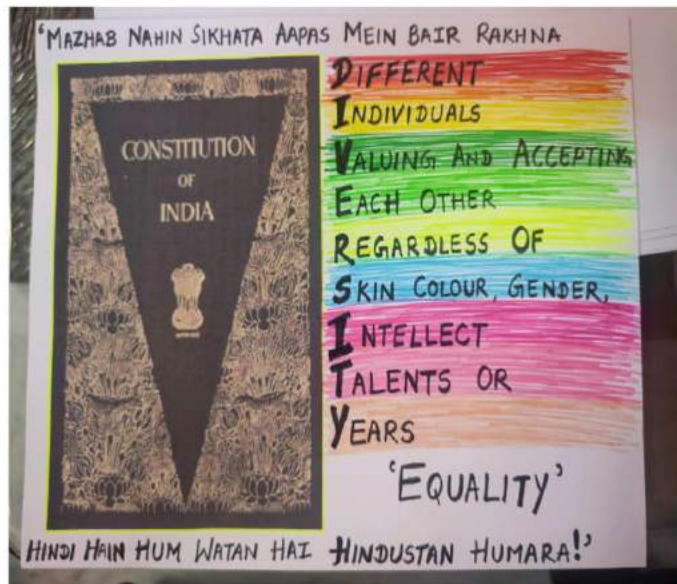 'MAZHAB NAHIN SIKHATA AAPAS MEIN BAIR RAKHNA
CONSTITUTION
OF
INDIA
DIFFERENT
INDIVIDUALS
VALUING AND ACCEPTING
EACH OTHER
REGARDLESS OF
SKIN COLOUR, GENDER,
INTELLECT
TALENTS OR
YEARS
'EQUALITY'
HINDI HAIN HUM WATAN HAI HINDUSTAN HUMARA!'